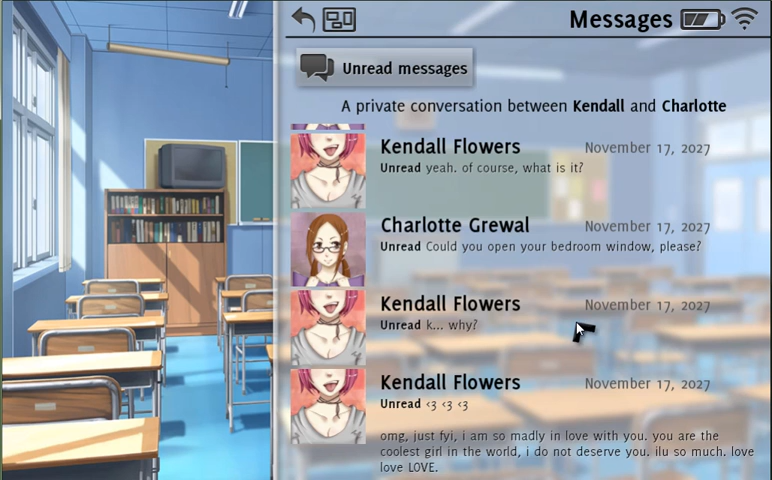 Messages
Unread messages
A private conversation between Kendall and Charlotte
Kendall Flowers November 17, 2027
Unread yeah. of course, what is it?
Charlotte Grewal November 17, 2027
Unread Could you open your bedroom window, please?
Kendall Flowers November 17, 2027
Unread k... why?
Kendall Flowers November 17, 2027
Unread <3 <3 <3
omg, just fyi, i am so madly in love with you. you are the
coolest girl in the world, i do not deserve you. ilu so much. love
love LOVE.